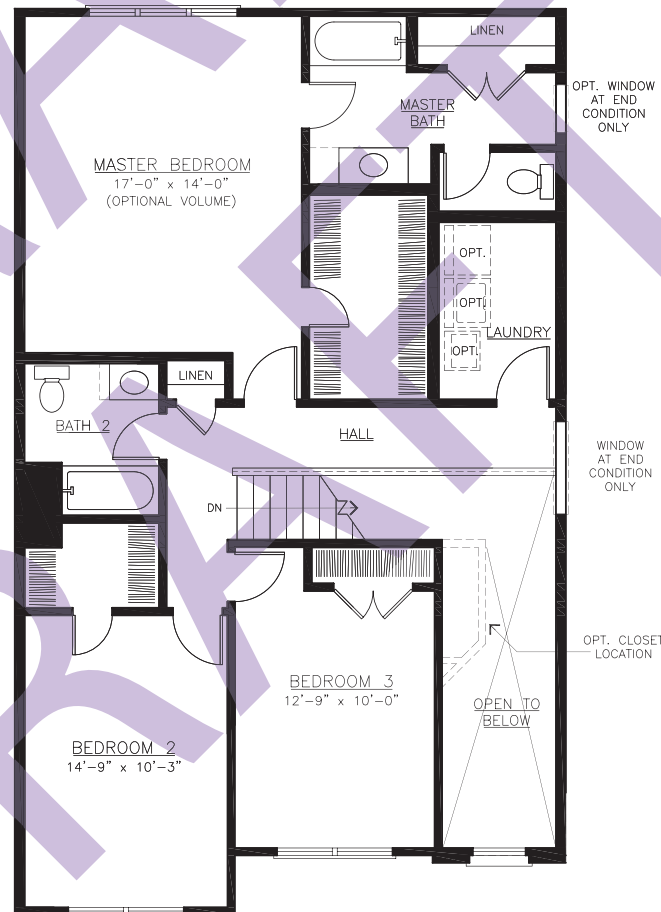 LINEN
OPT. WINDOW
AT END
CONDITION
ONLY
MASTER
BATH
MASTER BEDROOM
17'-0" x 14'-0"
(OPTIONAL VOLUME)
OPT.
OPT.
LAUNDRY
OPT.
LINEN
BATH 2
HALL
WINDOW
AT END
CONDITION
ONLY
DN
OPT. CLOSET
LOCATION
BEDROOM 3
12'-9" x 10'-0"
OPEN TO
BELOW
BEDROOM 2
14'-9" x 10'-3"